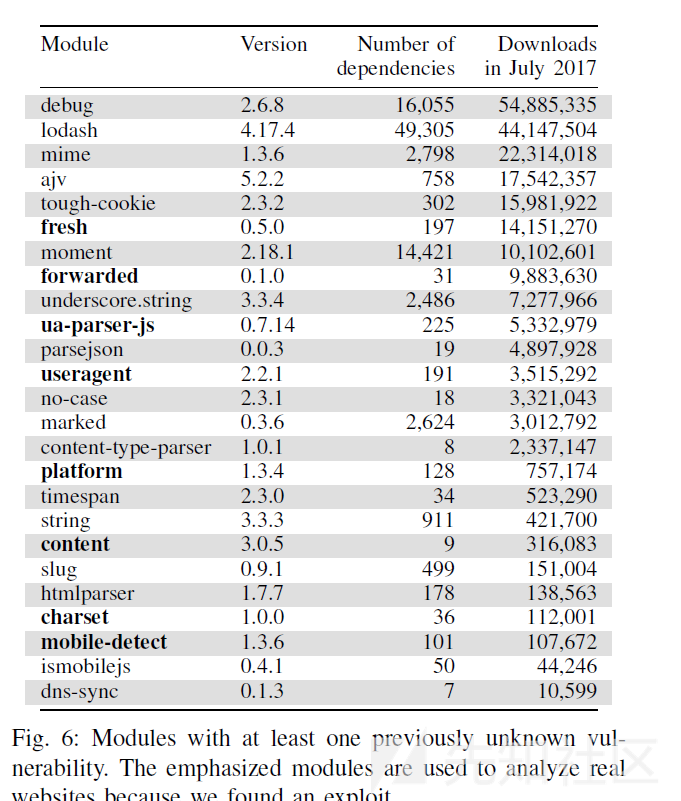 Module Version Number of dependencies Downloads in July 2017
debug 2.6.8 16,055 54,885,335
lodash 4.17.4 49,305 44,147,504
mime 1.3.6 2,798 22,314,018
ajv 5.2.2 758 17,542,357
tough-cookie 2.3.2 302 15,981,922
fresh 0.5.0 197 14,151,270
moment 2.18.1 14,421 10,102,601
forwarded 0.1.0 31 9,883,630
underscore.string 3.3.4 2,486 7,277,966
ua-parser-js 0.7.14 225 5,332,979
parsejson 0.0.3 19 4,897,928
useragent 2.2.1 191 3,515,292
no-case 2.3.1 18 3,321,043
marked 0.3.6 2,624 3,012,792
content-type-parser 1.0.1 8 2,337,147
platform 1.3.4 128 757,174
timespan 2.3.0 34 523,290
string 3.3.3 911 421,700
content 3.0.5 9 316,083
slug 0.9.1 499 151,004
htmlparser 1.7.7 178 138,563
charset 1.0.0 36 112,001
mobile-detect 1.3.6 101 107,672
ismobilejs 0.4.1 50 44,246
dns-sync 0.1.3 7 10,599
Fig. 6: Modules with at least one previously unknown vul-
nerability. The emphasized modules are used to analyze real
websites because we found an exploit
先知社区